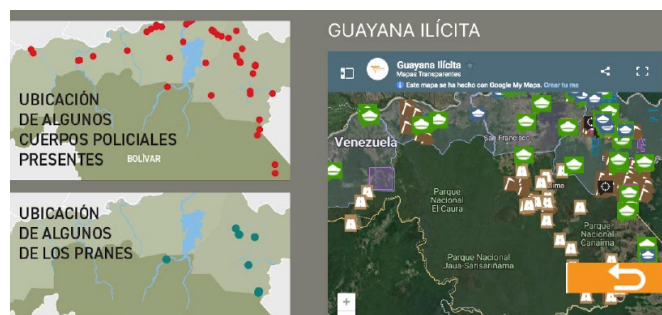 UBICACIÓN
DE ALGUNOS
CUERPOS POLICIALES
PRESENTES
BOLÍVAR
UBICACIÓN
DE ALGUNOS
DE LOS PRANES
GUAYANA ILÍCITA
Guayana Ilícita
Mapas Transparentes
Este mapa se ha hecho con Google My Maps. Crear tu ma
Venezuela
San Francisco
Parque
Nacional
El Caura
Parque
Nacional
Canaima
Parque Nacional
Jaua-Sarisariñama